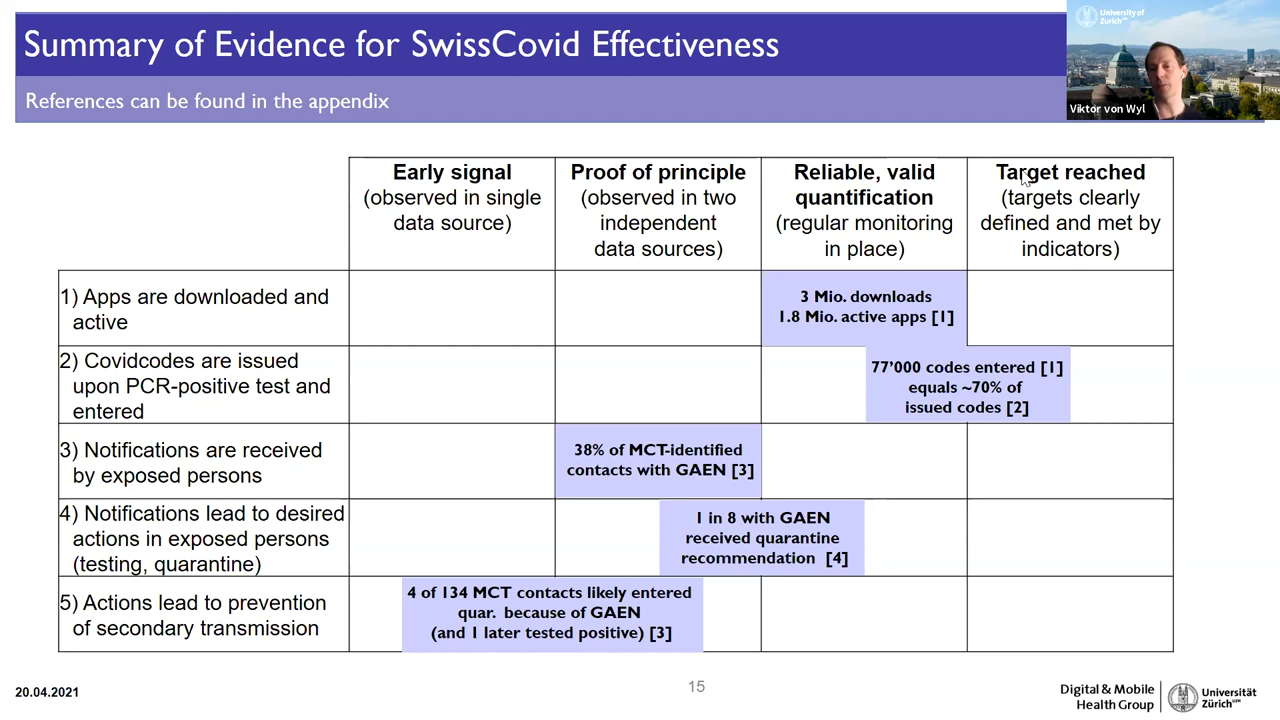 Summary of Evidence for SwissCovid Effectiveness
References can be found in the appendix
University of
Zurich UZH
Viktor von Wyl
Early signal
(observed in single
data source)
Proof of principle
(observed in two
independent
data sources)
Reliable, valid
quantification
(regular monitoring
in place)
Target reached
(targets clearly
defined and met by
indicators)
1) Apps are downloaded and
active
3 Mio. downloads
1.8 Mio. active apps [1]
2) Covidcodes are issued
upon PCR-positive test and
entered
77’000 codes entered [1]
equals ~70% of
issued codes [2]
3) Notifications are received
by exposed persons
38% of MCT-identified
contacts with GAEN [3]
4) Notifications lead to desired
actions in exposed persons
(testing, quarantine)
1 in 8 with GAEN
received quarantine
recommendation [4]
5) Actions lead to prevention
of secondary transmission
4 of 134 MCT contacts likely entered
quar. because of GAEN
(and 1 later tested positive) [3]
20.04.2021
15
Digital & Mobile
Health Group
Universität
Zürich UZH